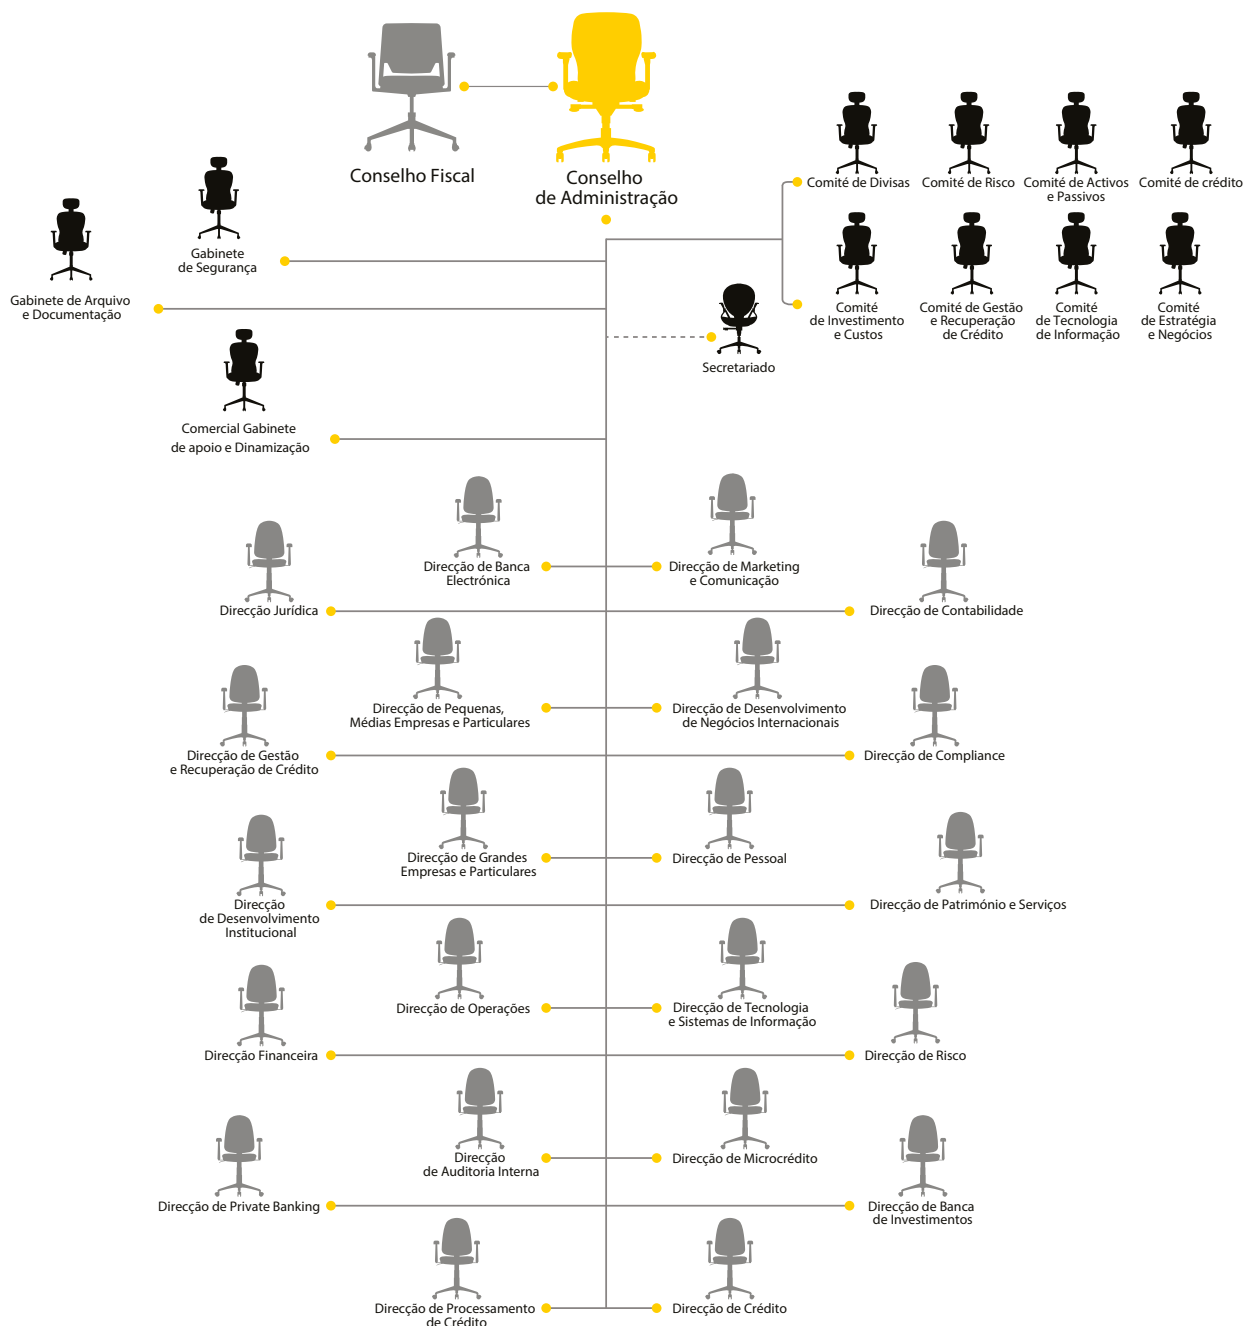 Conselho Fiscal
Conselho
de Administração
Comité de Divisas
Comité de Risco
Comité de Activos
e Passivos
Comité de crédito
Gabinete
de Segurança
Gabinete de Arquivo
e Documentação
Comité
de Investimento
e Custos
Comité de Gestão
e Recuperação
de Crédito
Comité
de Tecnologia
de Informação
Comité
de Estratégia
e Negócios
Secretariado
Comercial Gabinete
de apoio e Dinamização
Direcção de Banca
Electrónica
Direcção de Marketing
e Comunicação
Direcção Jurídica
Direcção de Contabilidade
Direcção de Pequenas,
Médias Empresas e Particulares
Direcção de Desenvolvimento
de Negócios Internacionais
Direcção de Gestão
e Recuperação de Crédito
Direcção de Compliance
Direcção de Grandes
Empresas e Particulares
Direcção de Pessoal
Direcção
de Desenvolvimento
Institucional
Direcção de Património e Serviços
Direcção de Operações
Direcção de Tecnologia
e Sistemas de Informação
Direcção Financeira
Direcção de Risco
Direcção
de Auditoria Interna
Direcção de Microcrédito
Direcção de Private Banking
Direcção de Banca
de Investimentos
Direcção de Processamento
de Crédito
Direcção de Crédito